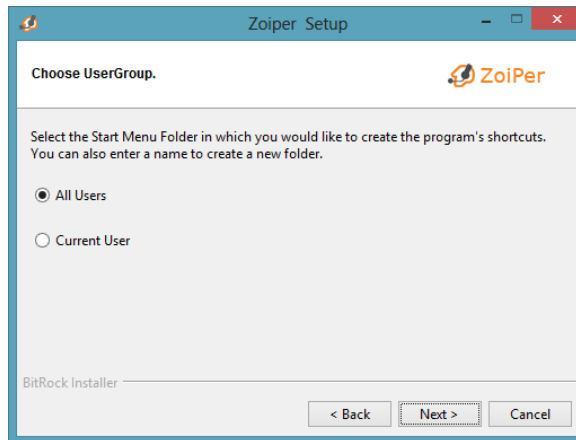 Zoiper Setup
Choose UserGroup.
ZoiPer
Select the Start Menu Folder in which you would like to create the program's shortcuts.
You can also enter a name to create a new folder.
All Users
Current User
BitRock Installer
< Back Next > Cancel